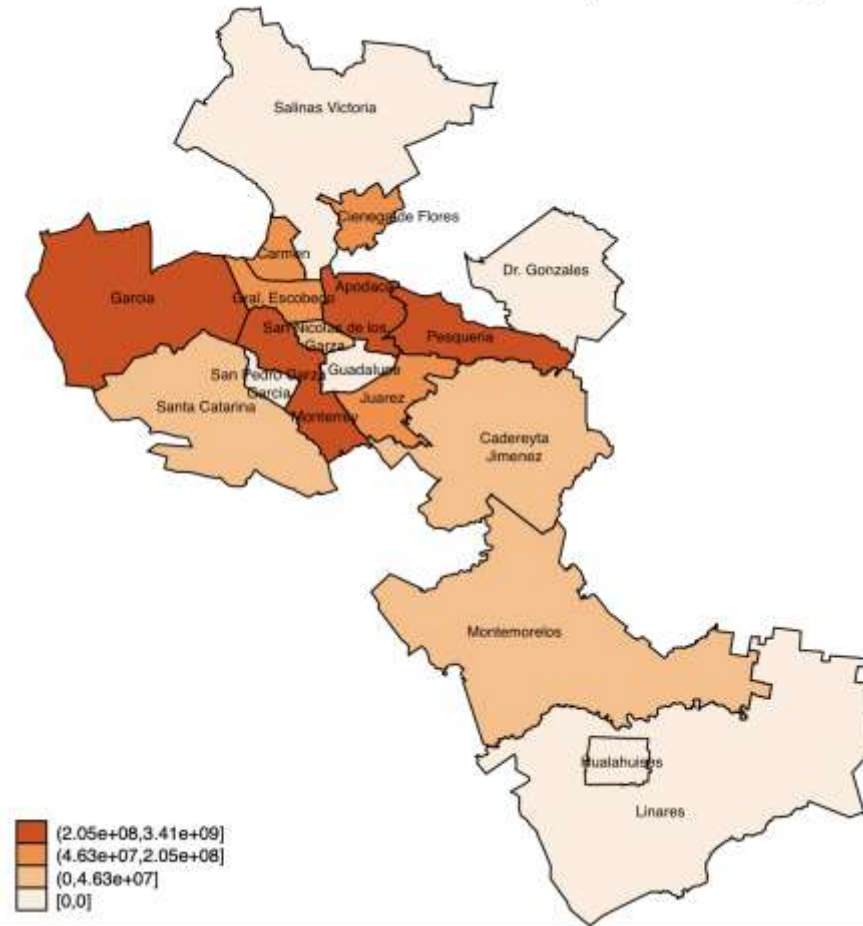 Salinas Victoria
Cienega de Flores
Carmen
Dr. Gonzales
Garcia
Gral. Escobedo
Apodaca
San Nicolas de los
Garza
Pesqueria
San Pedro Garza
Garcia
Guadalupe
Santa Catarina
Juarez
Monterrey
Cadereyta
Jimenez
Montemorelos
Hualahuises
Linares
(2.05e+08,3.41e+09]
(4.63e+07,2.05e+08]
(0,4.63e+07]
[0,0]